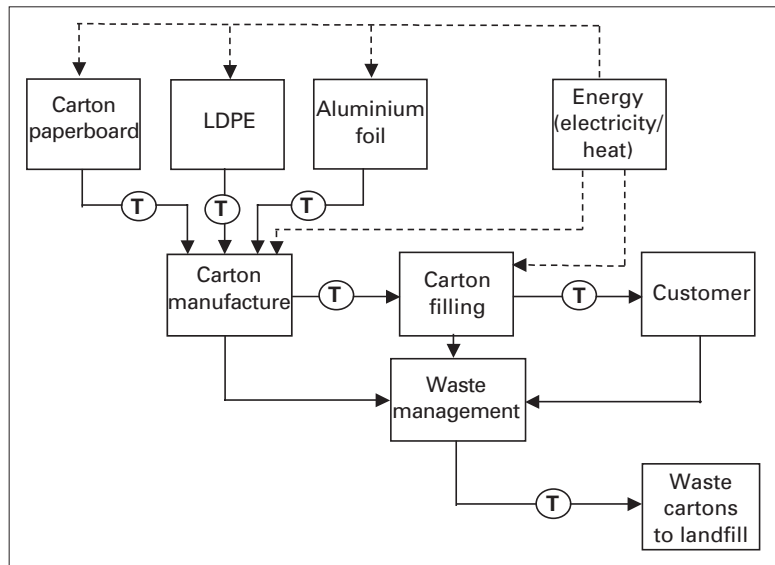 Carton
paperboard
LDPE
Aluminium
foil
Energy
(electricity/
heat)
T
T
T
Carton
manufacture
T
Carton
filling
T
Customer
Waste
management
T
Waste
cartons
to landfill